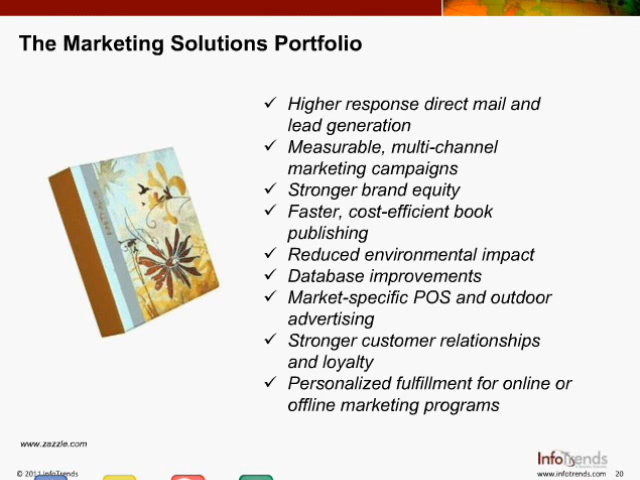 The Marketing Solutions Portfolio
✓ Higher response direct mail and
lead generation
✓ Measurable, multi-channel
marketing campaigns
✓ Stronger brand equity
✓ Faster, cost-efficient book
publishing
✓ Reduced environmental impact
✓ Database improvements
✓ Market-specific POS and outdoor
advertising
✓ Stronger customer relationships
and loyalty
✓ Personalized fulfillment for online or
offline marketing programs
www.zazzle.com
InfoTrends
© 2011 InfoTrends
www.infotrends.com 20